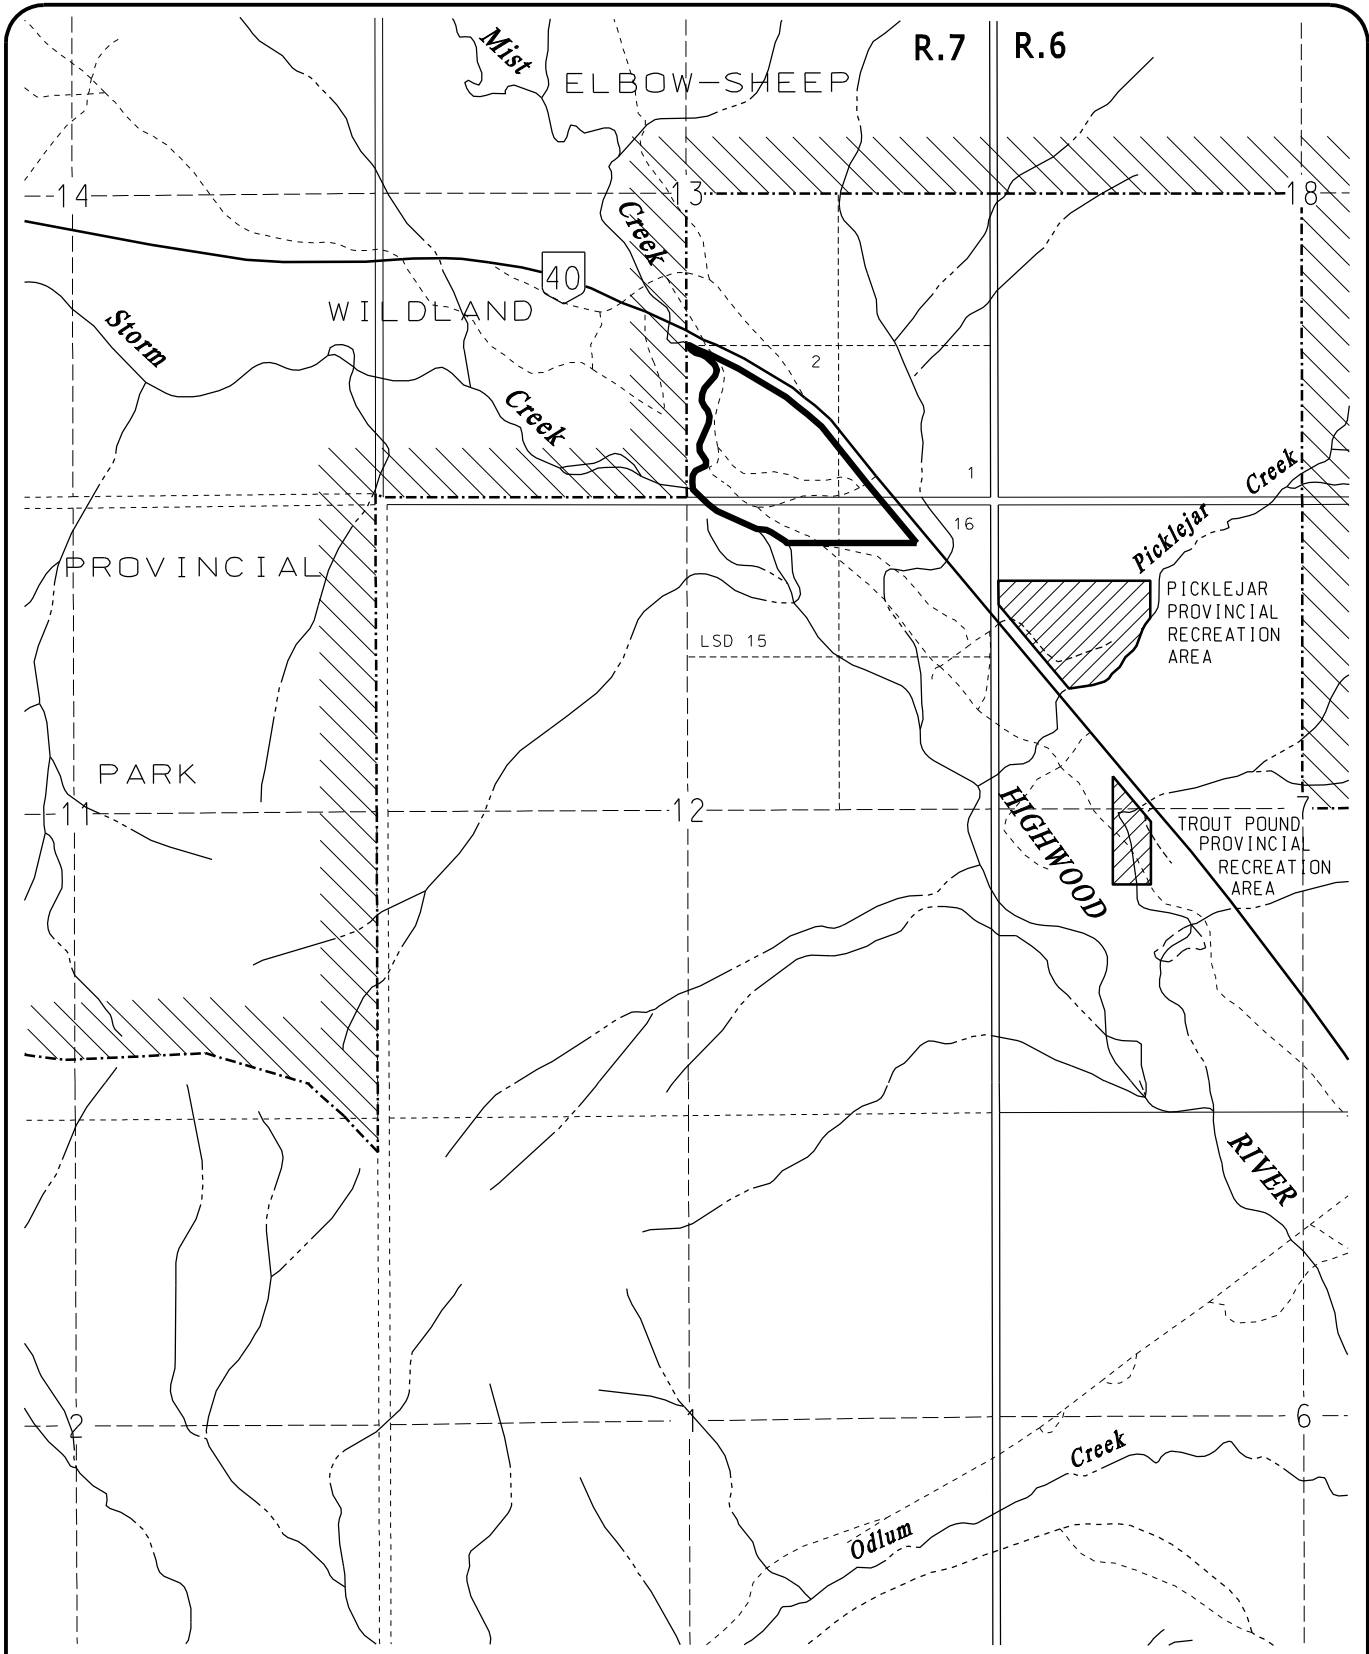 R.7
R.6
Mist
ELBOW-SHEEP
14
13
18
Creek
40
WILDLAND
Storm
2
Creek
1
Creek
16
Picklejar
PROVINCIAL
PICKLEJAR
PROVINCIAL
RECREATION
AREA
LSD 15
PARK
HIGHWOOD
11
12
7
TROUT POUND
PROVINCIAL
RECREATION
AREA
RIVER
2
1
6
Creek
Odlum